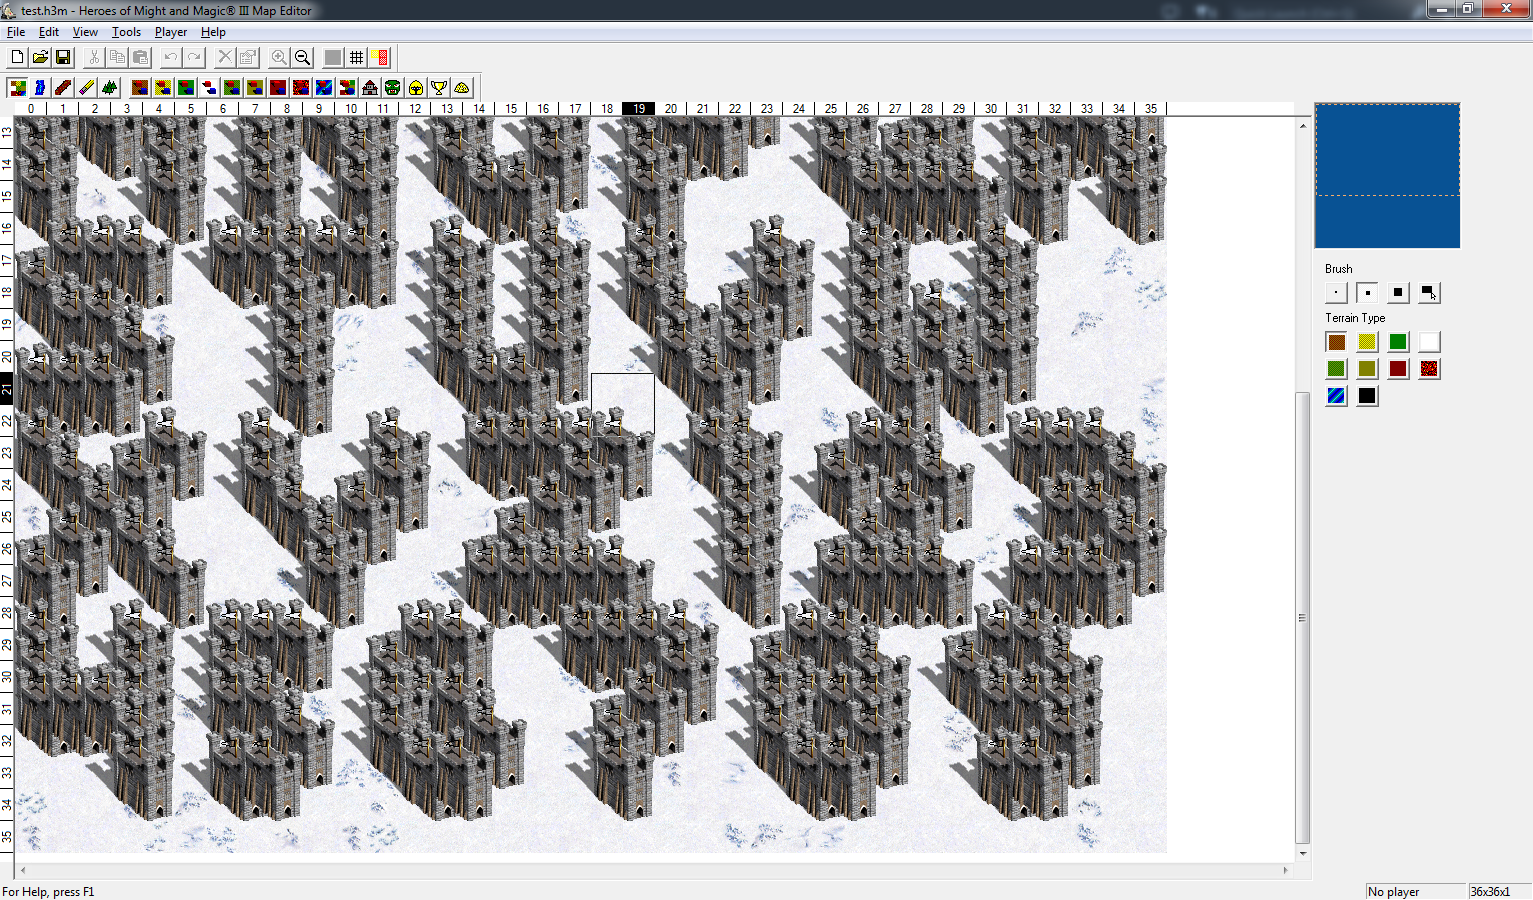 test.h3m - Heroes of Might and Magic® III Map Editor
File Edit View Tools Player Help
0 1 2 3 4 5 6 7 8 9 10 11 12 13 14 15 16 17 18 19 20 21 22 23 24 25 26 27 28 29 30 31 32 33 34 35
13
14
15
16
17
18
19
20
21
22
23
24
25
26
27
28
29
30
31
32
33
34
35
Brush
Terrain Type
For Help, press F1
No player
36x36x1